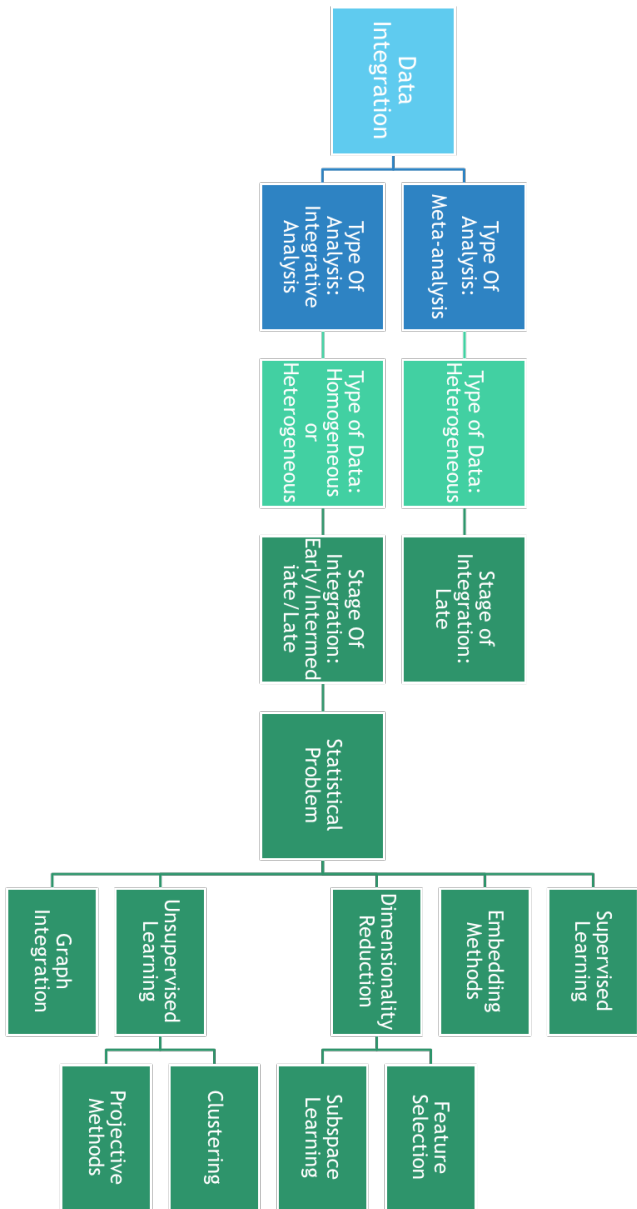 Data
Integration
Type Of
Analysis:
Meta-analysis
Type of Data:
Heterogeneous
Stage of
Integration:
Late
Type Of
Analysis:
Integrative
Analysis
Type of Data:
Homogeneous
or
Heterogeneous
Stage Of
Integration:
Early/Intermed
iate/Late
Statistical
Problem
Supervised
Learning
Embedding
Methods
Dimensionality
Reduction
Feature
Selection
Subspace
Learning
Unsupervised
Learning
Clustering
Projective
Methods
Graph
Integration